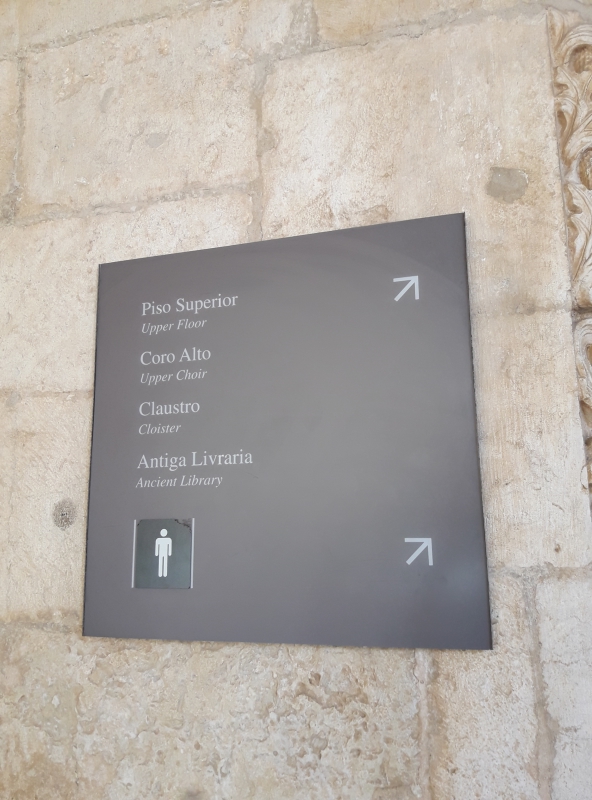 Piso Superior
Upper Floor
Coro Alto
Upper Choir
Claustro
Cloister
Antiga Livraria
Ancient Library